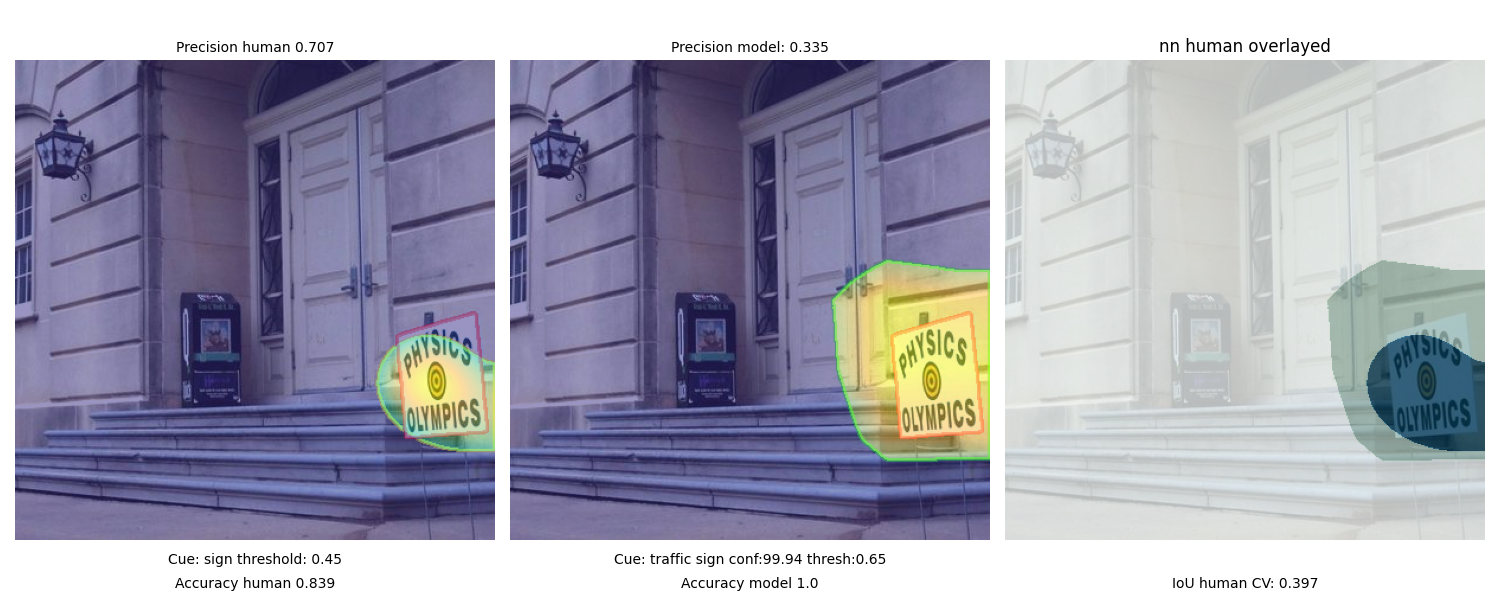 Precision human 0.707
Precision model: 0.335
nn human overlayed
PHYSICS
OLYMPICS
PHYSICS
OLYMPICS
PHYSICS
OLYMPICS
Cue: sign threshold: 0.45
Cue: traffic sign conf:99.94 thresh:0.65
Accuracy human 0.839
Accuracy model 1.0
IoU human CV: 0.397